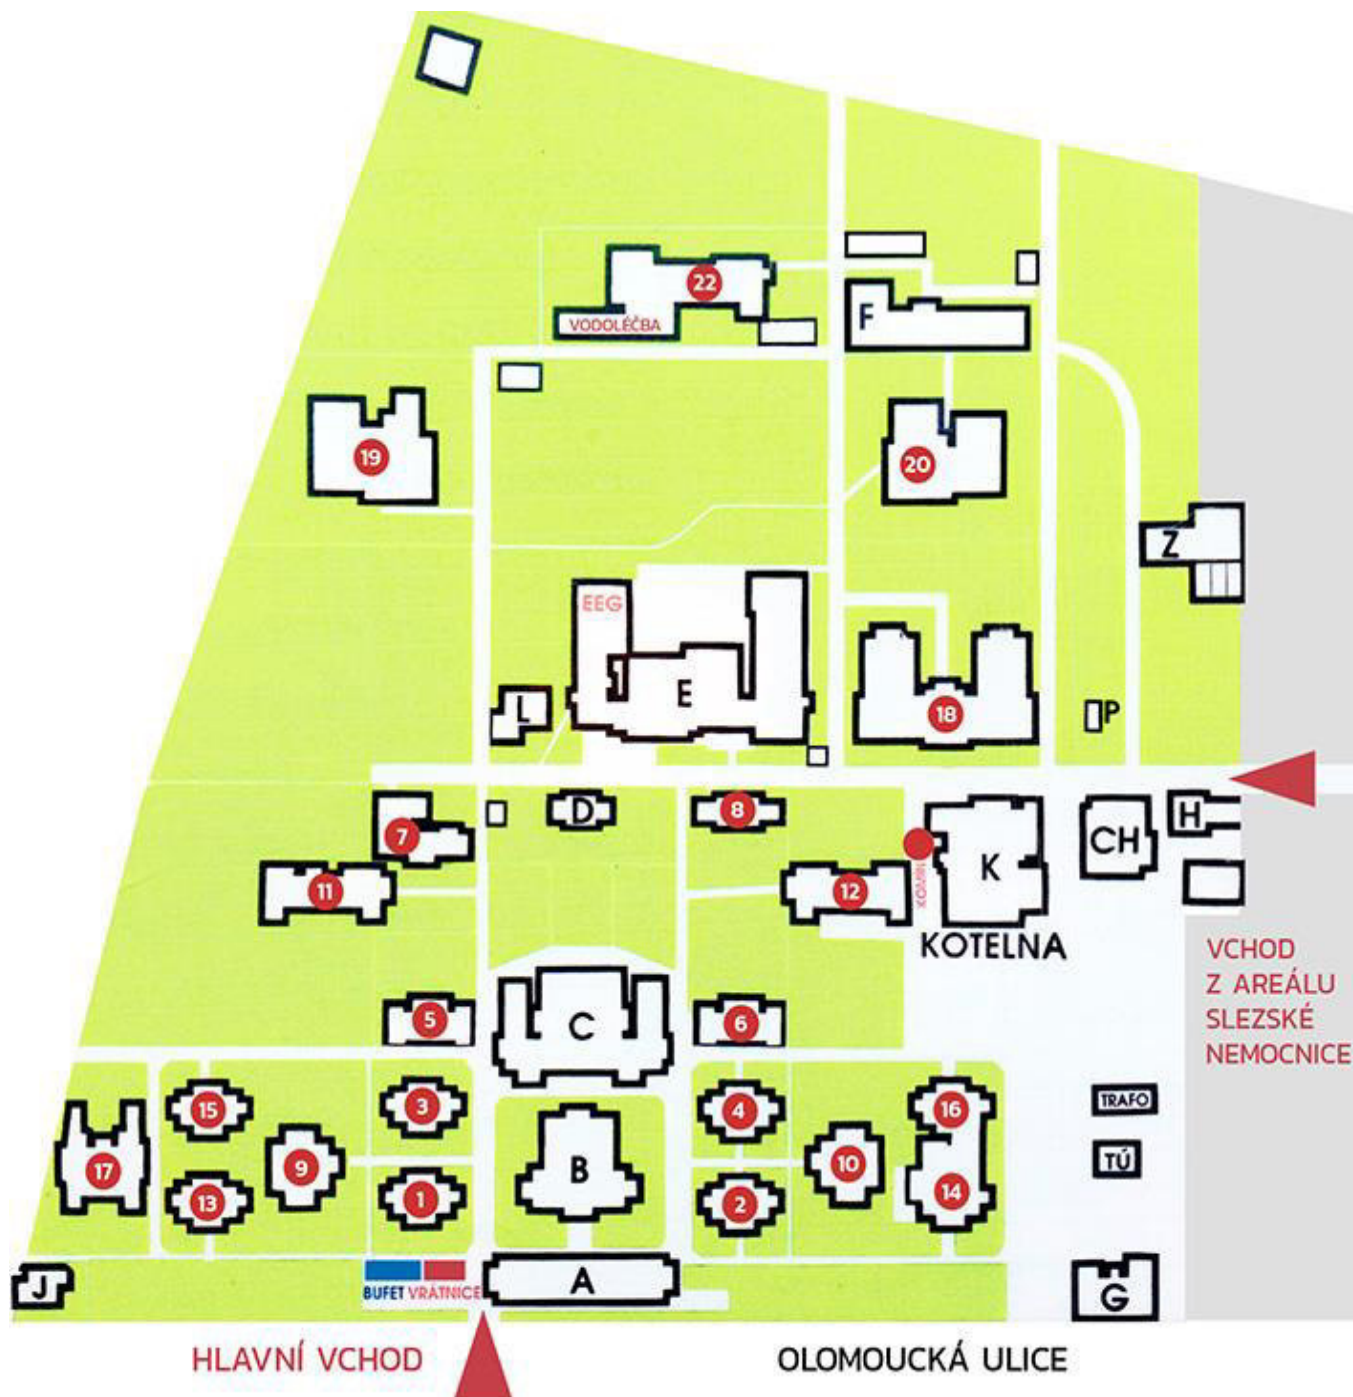 22
VODOLÉČBA
F
19
20
Z
EEG
E
L
18
P
D
8
7
K
CH
H
11
12
KOTELNA
VCHOD
Z AREÁLU
SLEZSKÉ
NEMOCNICE
5
C
6
15
3
4
16
TRAFO
17
9
B
10
TÚ
13
1
2
14
J
BUFET VRÁTNICE
A
G
HLAVNÍ VCHOD
OLOMOUCKÁ ULICE